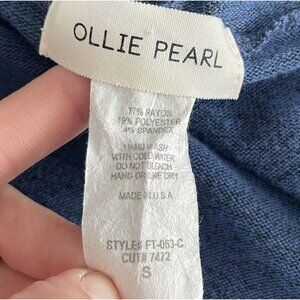 OLLIE PEARL
77% RAYON
19% POLYESTER
4% SPANDEX
HAND WASH
WITH COLD WATER
DO NOT BLEACH
HANG OR LINE DRY
MADE IN U.S.A
STYLE# FT-063-C
CUT# 7472
S